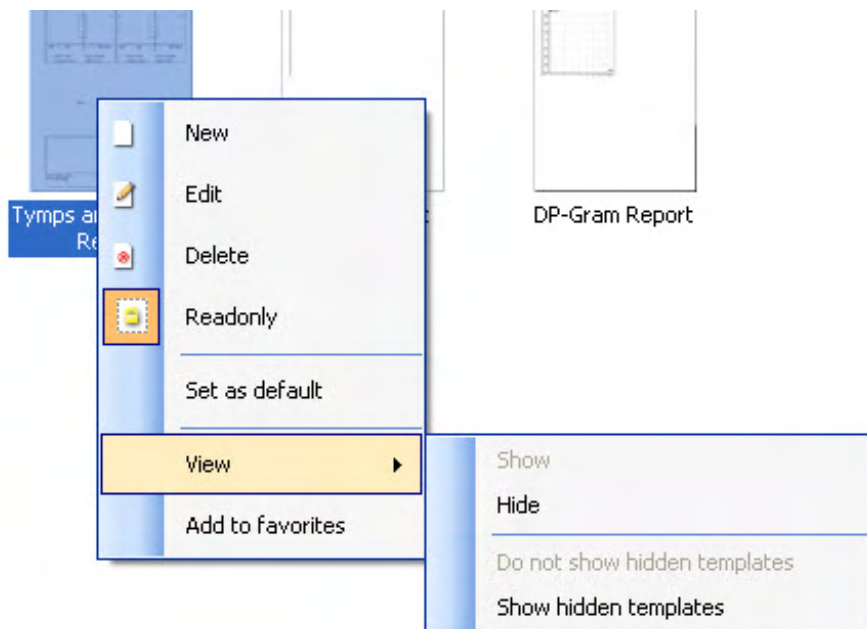 New
Edit
Tymps a
DP-Gram Report
Re
Delete
Readonly
Set as default
View
Show
Hide
Add to favorites
Do not show hidden templates
Show hidden templates